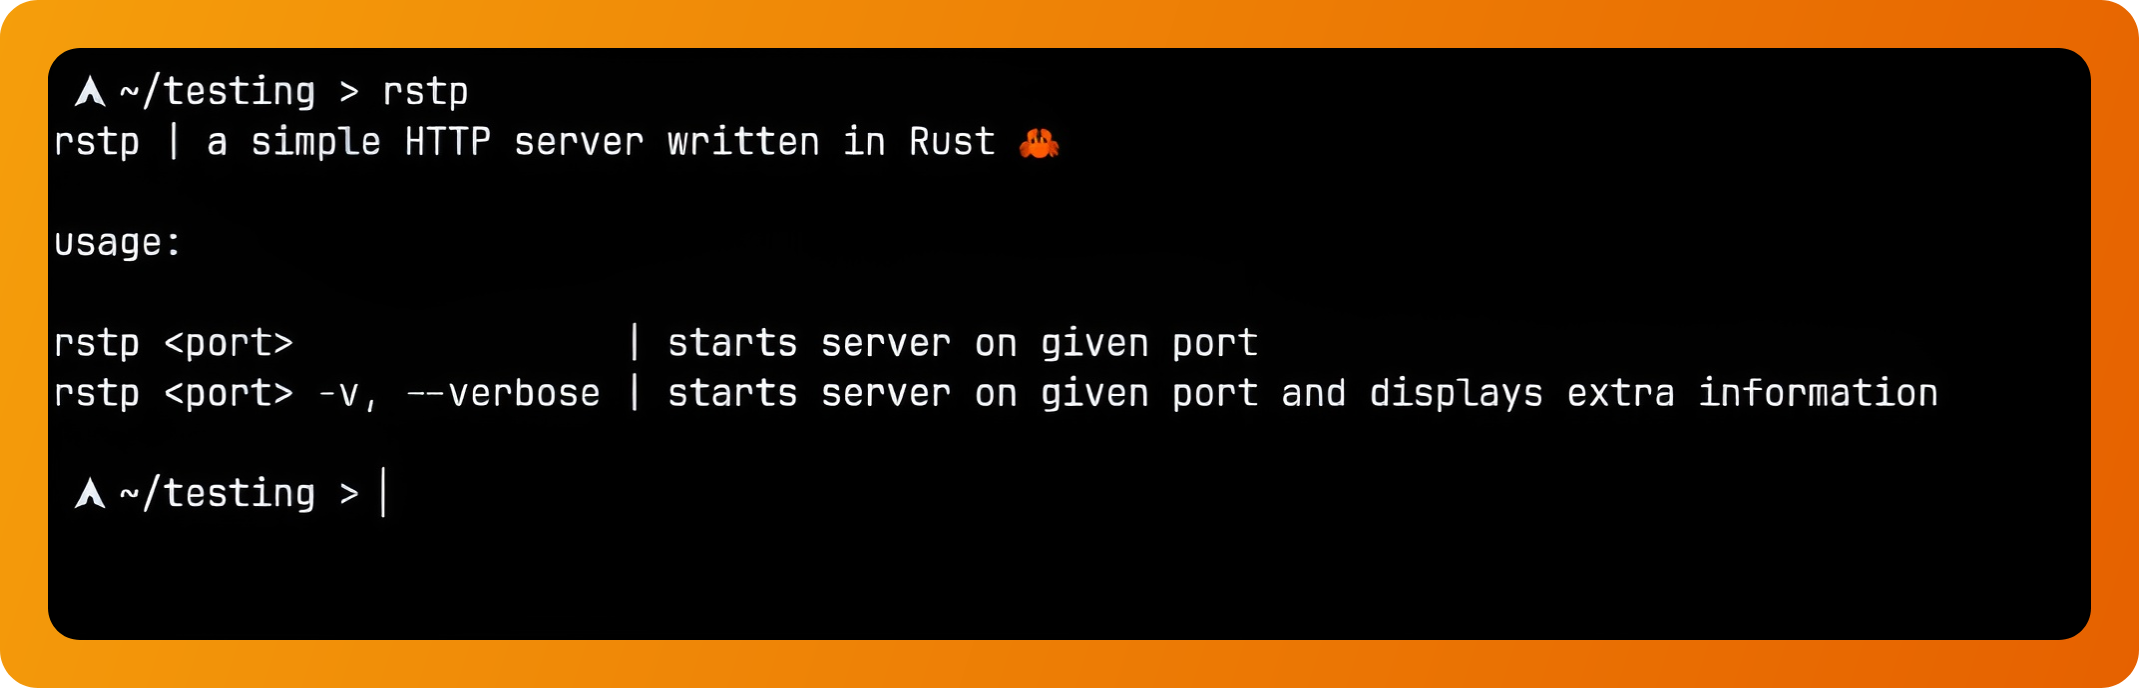 ~/testing > rstp
rstp | a simple HTTP server written in Rust 🦀
usage:
rstp <port>                | starts server on given port
rstp <port> -v, --verbose | starts server on given port and displays extra information
~/testing >